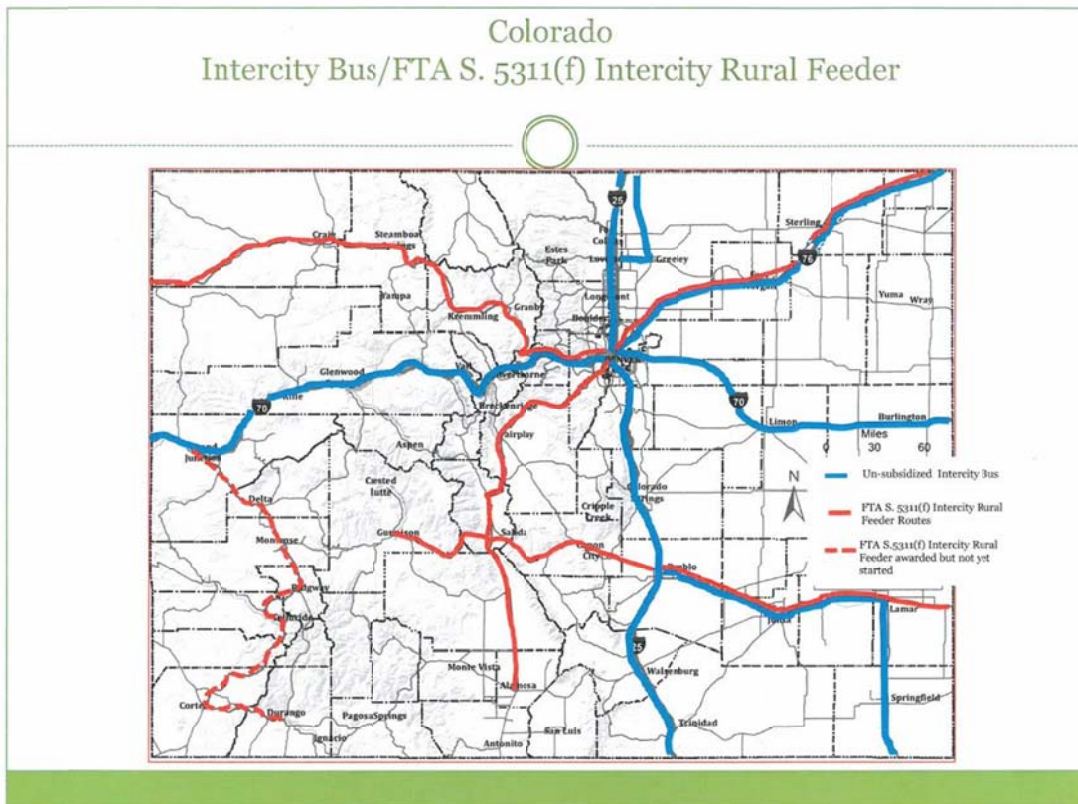 Colorado
Intercity Bus/FTA S. 5311(f) Intercity Rural Feeder
25
Sterling
76
Craig
Steamboat
Springs
Estes
Park
Greeley
Yuma
Wray
Yampa
Longmont
Granby
Kremmling
Boulder
Glenwood
Vail
Silverthorne
70
70
Breckenridge
Limon
Burlington
Miles
0 30 60
Aspen
Fairplay
Junction
N
Un-subsidized Intercity Bus
Crested
Butte
Colorado
Springs
Delta
Cripple
Creek
FTA S. 5311(f) Intercity Rural
Feeder Routes
Gunnison
Salida
Montrose
Canon
City
FTA S.5311(f) Intercity Rural
Feeder awarded but not yet
started
Pueblo
Ridgway
Lamar
25
Monte Vista
Walsenburg
Alamosa
Springfield
Cortez
Durango
PagosaSprings
Trinidad
Ignacio
San Luis
Antonito